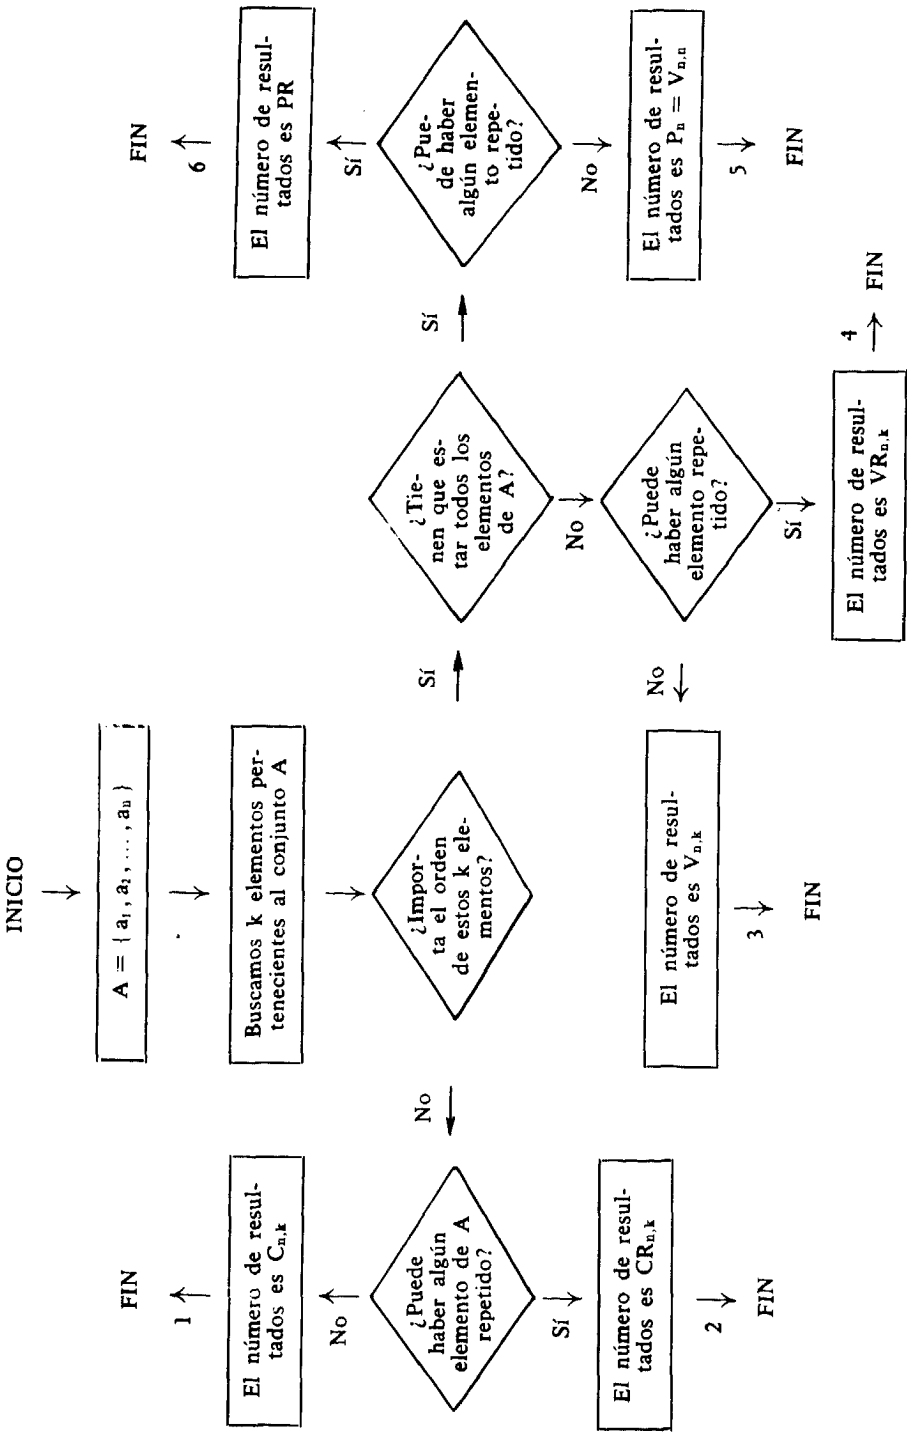 INICIO
A = { a₁, a₂, ..., aₙ }
Buscamos k elementos per-
tenecientes al conjunto A
¿Impor-
ta el orden
de estos k ele-
mentos?
No
¿Puede
haber algún
elemento de A
repetido?
No
El número de resul-
tados es Cₙ,ₖ
1
FIN
Sí
El número de resul-
tados es CRₙ,ₖ
2
FIN
Sí
¿Tie-
nen que es-
tar todos los
elementos
de A?
No
¿Puede
haber algún
elemento repe-
tido?
No
El número de resul-
tados es Vₙ,ₖ
3
FIN
Sí
El número de resul-
tados es VRₙ,ₖ
4
FIN
Sí
¿Pue-
de haber
algún elemen-
to repe-
tido?
No
El número de resul-
tados es Pₙ = Vₙ,ₙ
5
FIN
Sí
El número de resul-
tados es PR
6
FIN